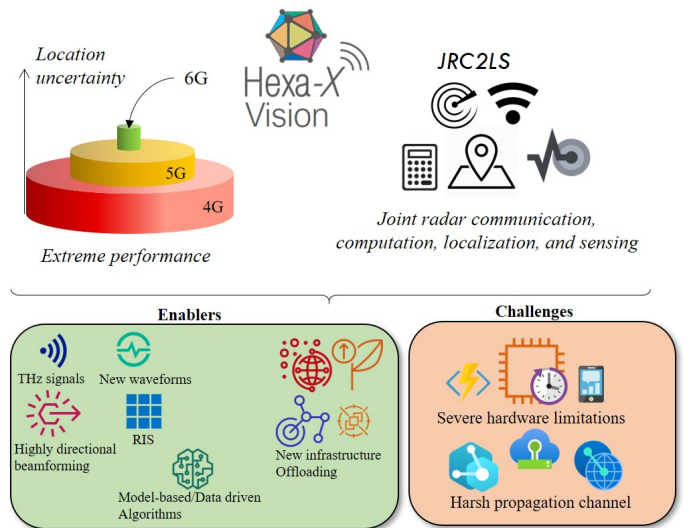 Location
uncertainty
6G
5G
4G
Extreme performance
Hexa-X
Vision
JRC2LS
Joint radar communication,
computation, localization, and sensing
Enablers
THz signals
New waveforms
Highly directional
beamforming
RIS
New infrastructure
Offloading
Model-based/Data driven
Algorithms
Challenges
Severe hardware limitations
Harsh propagation channel